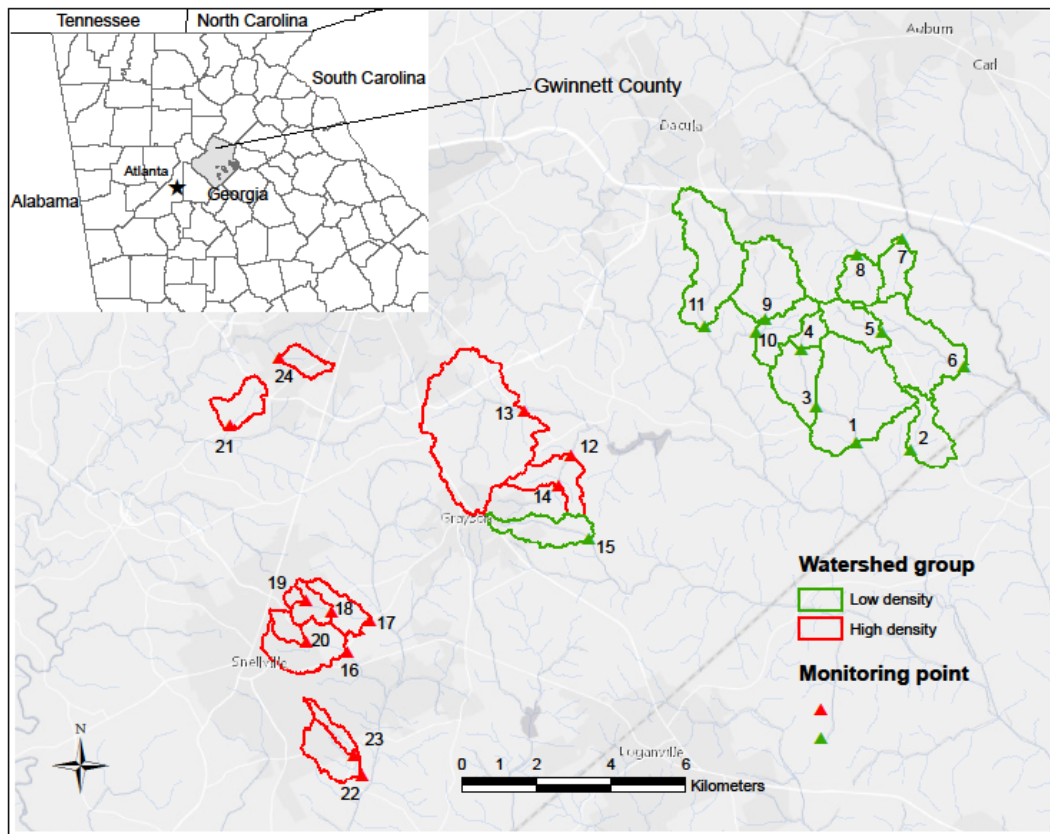 Tennessee
North Carolina
South Carolina
Gwinnett County
Atlanta
Georgia
Alabama
Auburn
Carl
Dacula
7
8
11
9
10
4
5
6
3
1
2
24
21
13
12
14
Grayson
15
19
18
17
20
16
Snellville
23
22
Loganville
Watershed group
Low density
High density
Monitoring point
N
0 1 2 4 6
Kilometers